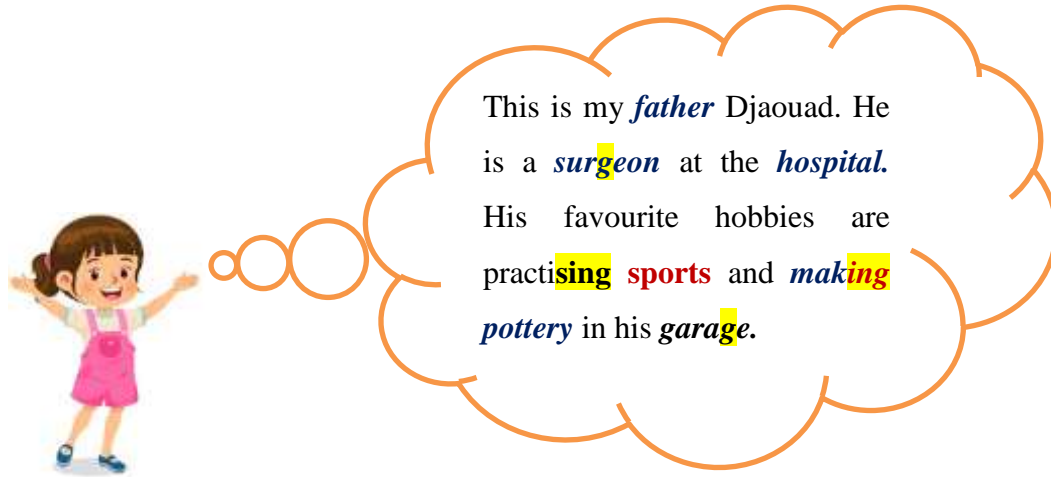 This is my father Djaouad. He
is a surgeon at the hospital.
His favourite hobbies are
practising sports and making
pottery in his garage.